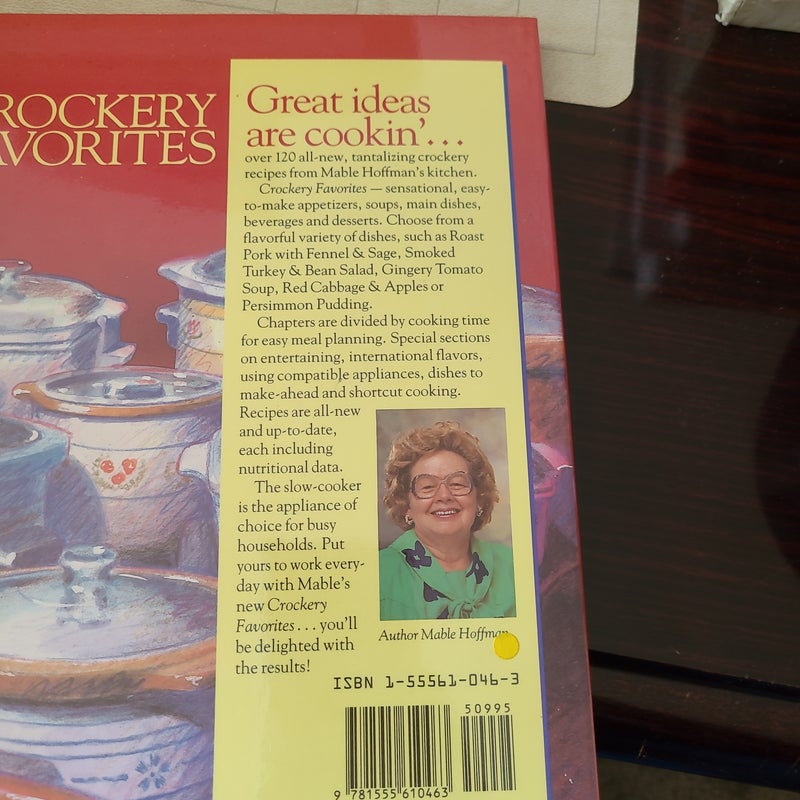 ROCKERY
AVORITES
Great ideas
are cookin'...
over 120 all-new, tantalizing crockery
recipes from Mable Hoffman's kitchen.
Crockery Favorites — sensational, easy-
to-make appetizers, soups, main dishes,
beverages and desserts. Choose from a
flavorful variety of dishes, such as Roast
Pork with Fennel & Sage, Smoked
Turkey & Bean Salad, Gingery Tomato
Soup, Red Cabbage & Apples or
Persimmon Pudding.
Chapters are divided by cooking time
for easy meal planning. Special sections
on entertaining, international flavors,
using compatible appliances, dishes to
make-ahead and shortcut cooking.
Recipes are all-new
and up-to-date,
each including
nutritional data.
The slow-cooker
is the appliance of
choice for busy
households. Put
yours to work every-
day with Mable's
new Crockery
Favorites... you'll
be delighted with
the results!
Author Mable Hoffman
ISBN 1-55561-046-3
50995
9 781555 610463